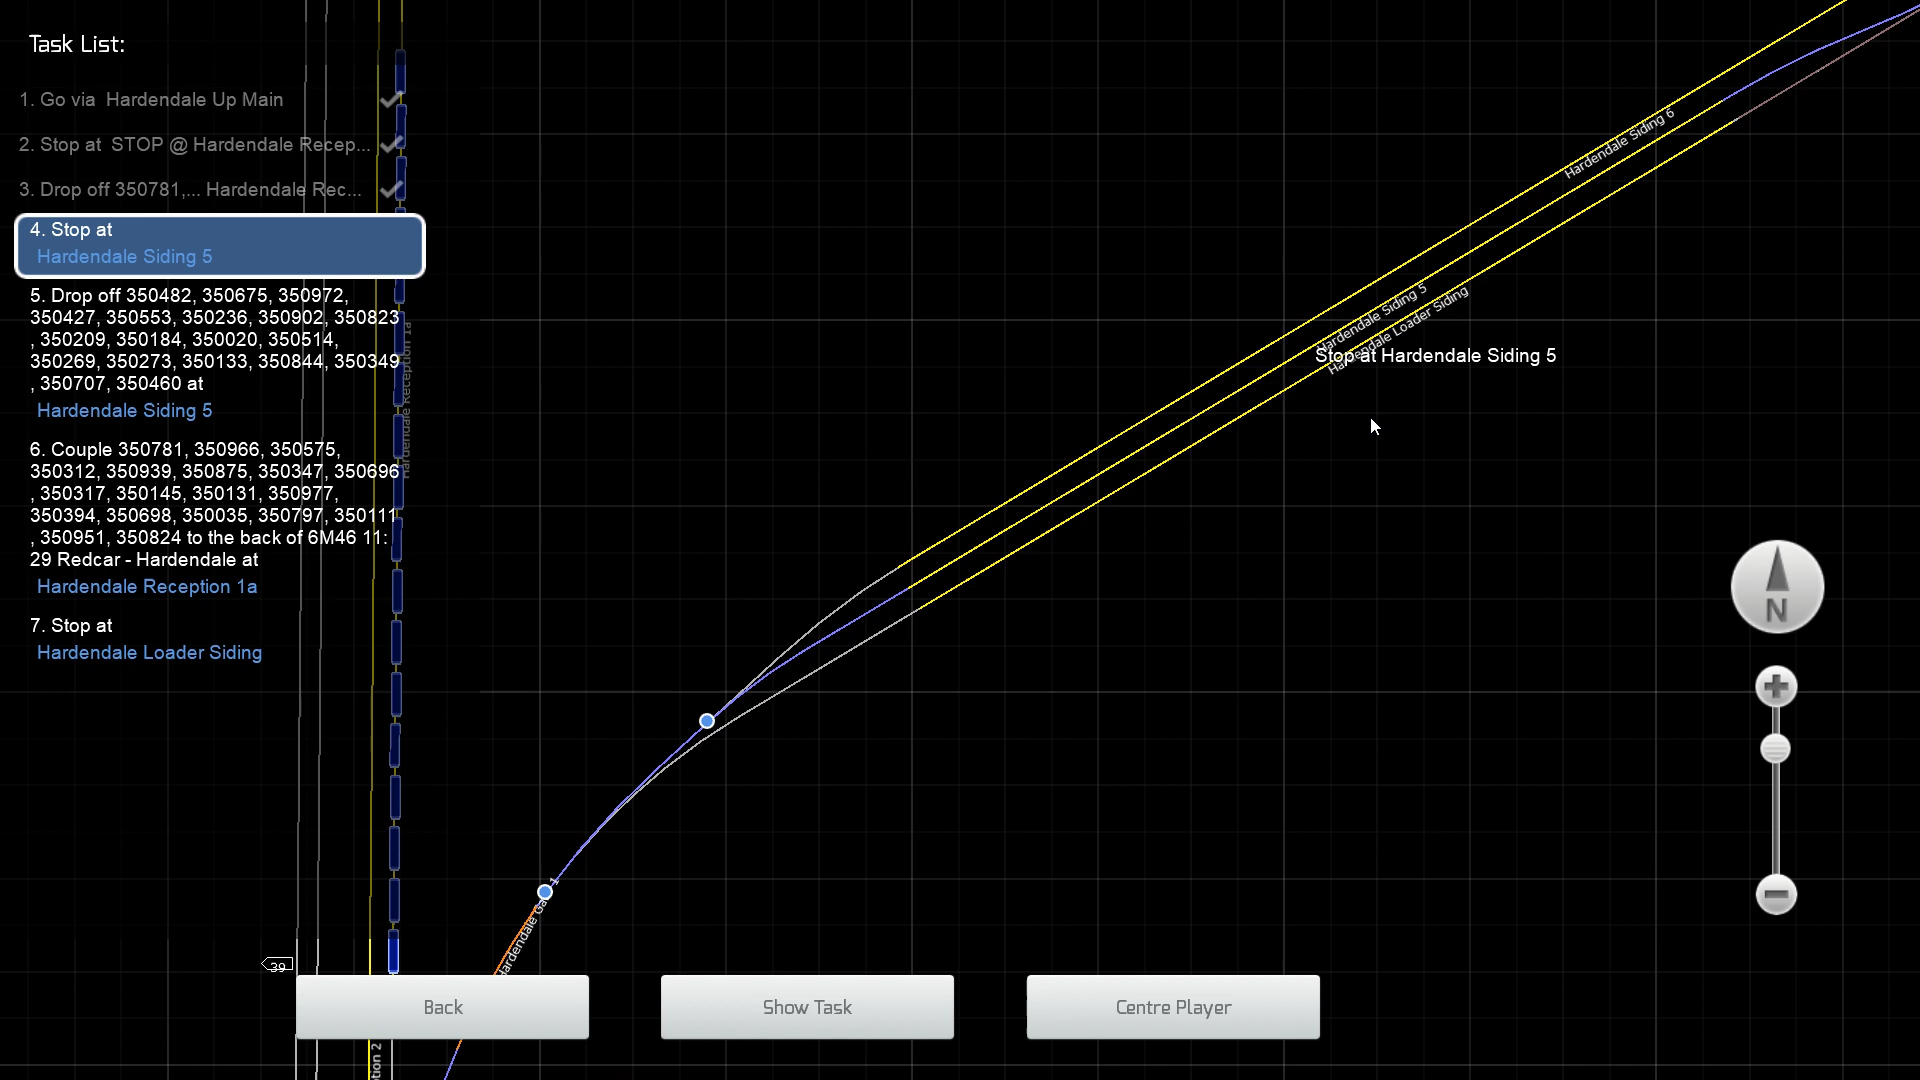 Task List:
1. Go via  Hardendale Up Main
2. Stop at  STOP @ Hardendale Recep...
3. Drop off 350781,... Hardendale Rec...
4. Stop at
Hardendale Siding 5
5. Drop off 350482, 350675, 350972,
350427, 350553, 350236, 350902, 350823
, 350209, 350184, 350020, 350514,
350269, 350273, 350133, 350844, 350349
, 350707, 350460 at
Hardendale Siding 5
6. Couple 350781, 350966, 350575,
350312, 350939, 350875, 350347, 350696
, 350317, 350145, 350131, 350977,
350394, 350698, 350035, 350797, 350111
, 350951, 350824 to the back of 6M46 11:
29 Redcar - Hardendale at
Hardendale Reception 1a
7. Stop at
Hardendale Loader Siding
Hardendale Reception 1a
Hardendale Siding 6
Hardendale Siding 5
Hardendale Loader Siding
Stop at Hardendale Siding 5
N
39
Back
Show Task
Centre Player